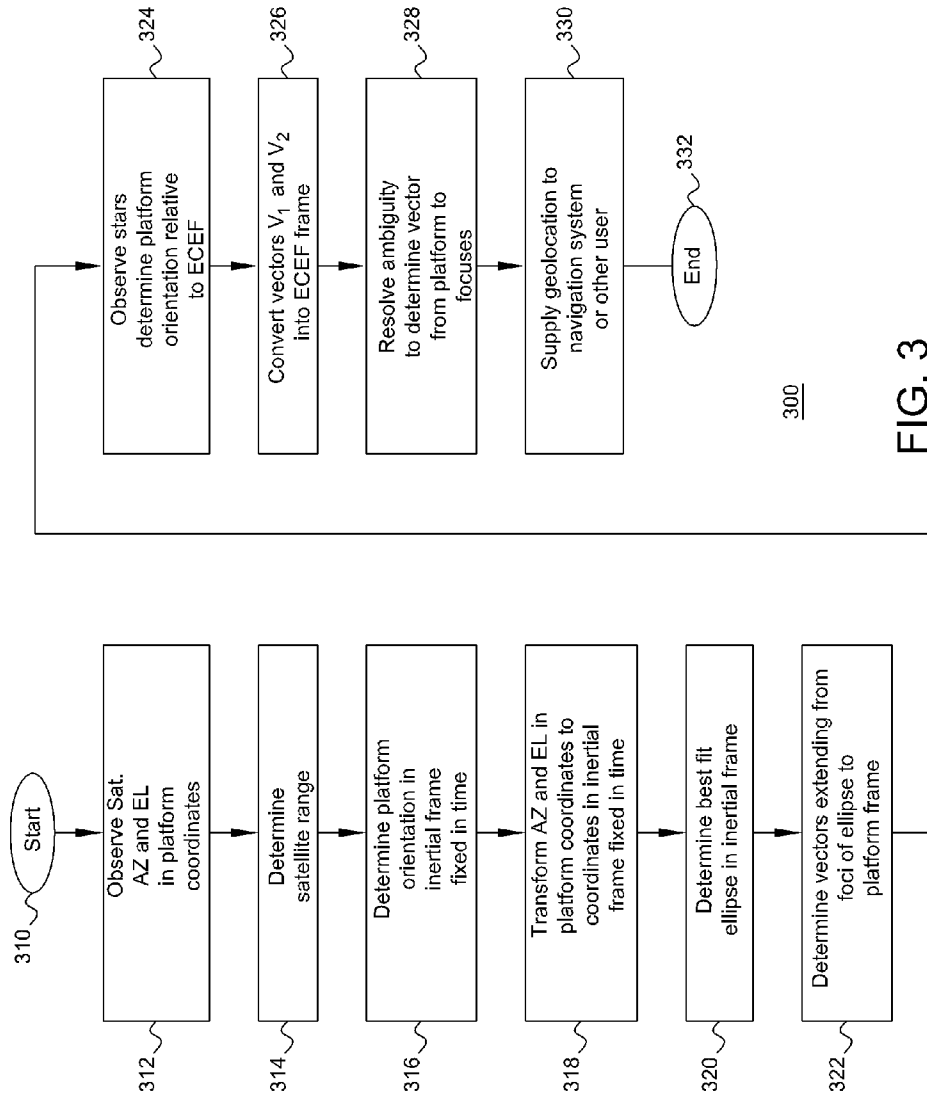 310
Start
312
Observe Sat.
AZ and EL
in platform
coordinates
314
Determine
satellite range
316
Determine platform
orientation in
inertial frame
fixed in time
318
Transform AZ and EL in
platform coordinates to
coordinates in inertial
frame fixed in time
320
Determine best fit
ellipse in inertial frame
322
Determine vectors extending from
foci of ellipse to
platform frame
324
Observe stars
determine platform
orientation relative
to ECEF
326
Convert vectors V1 and V2
into ECEF frame
328
Resolve ambiguity
to determine vector
from platform to
focuses
330
Supply geolocation to
navigation system
or other user
332
End
300
FIG. 3